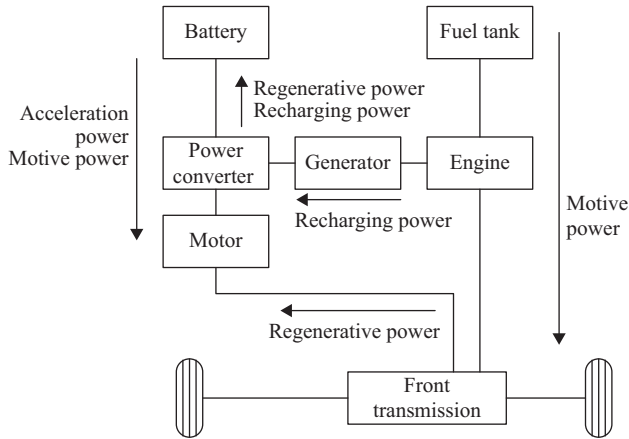 Battery
Fuel tank
Regenerative power
Recharging power
Acceleration
power
Motive power
Power
converter
Generator
Engine
Recharging power
Motive
power
Motor
Regenerative power
Front
transmission